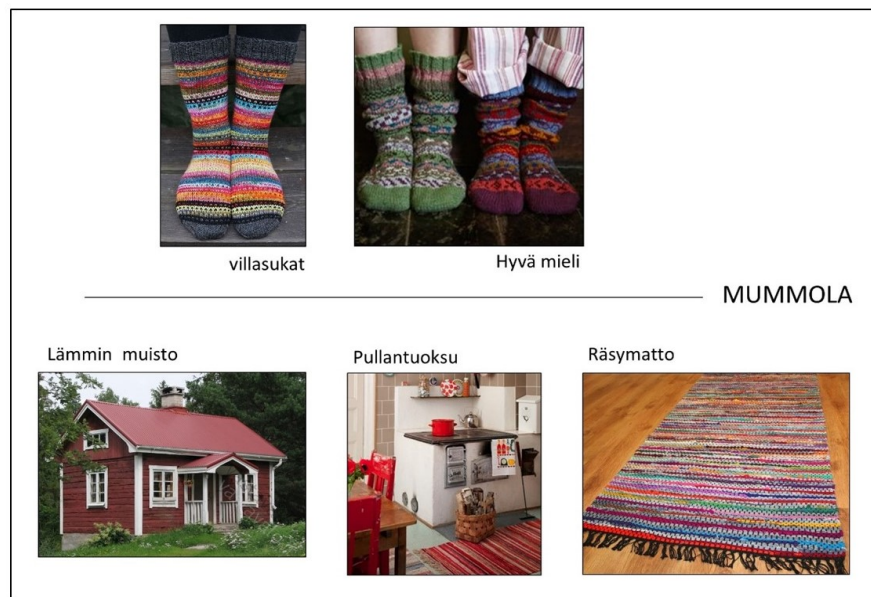 villasukat
Hyvä mieli
MUMMOLA
Lämmin muisto
Pullantuoksu
Räsymatto